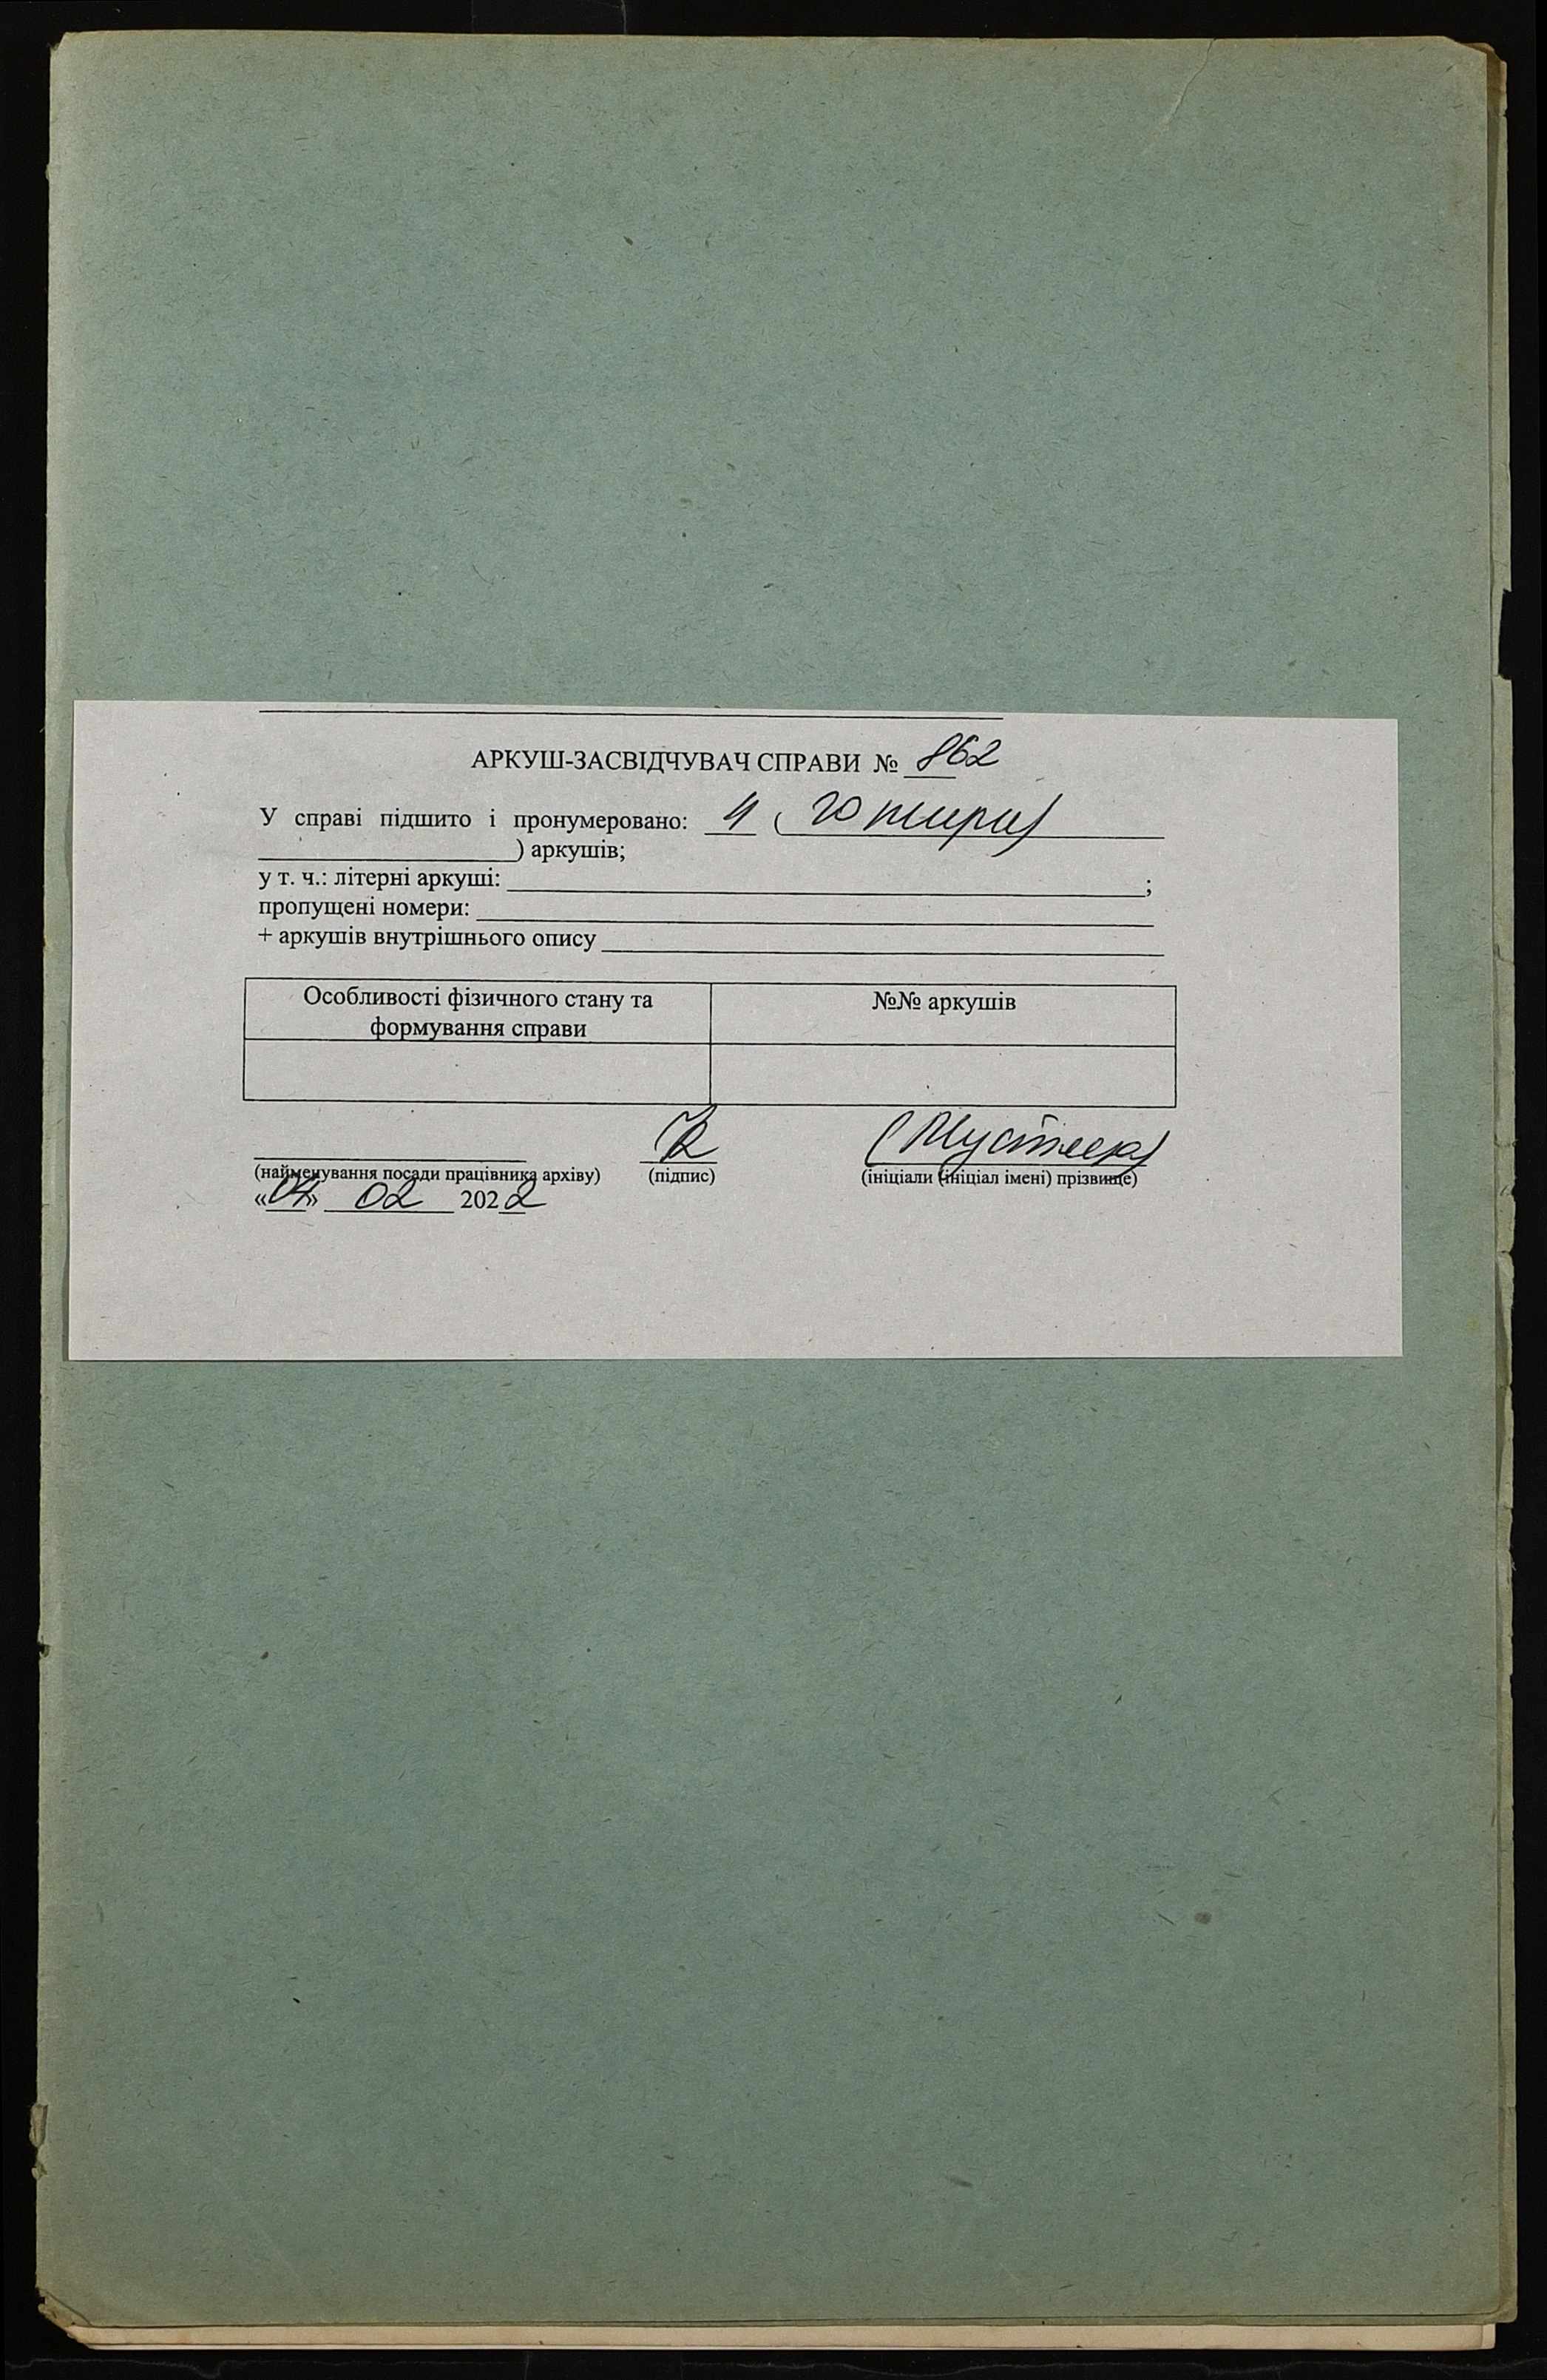 АРКУШ-ЗАСВІДЧУВАЧ СПРАВИ № 862
У справі підшито і пронумеровано: 4 (чотири)
) аркушів;
у т. ч.: літерні аркуші: ;
пропущені номери:
+ аркушів внутрішнього опису
Особливості фізичного стану та формування справи
№№ аркушів
(найменування посади працівника архіву) (підпис) (ініціали (ініціал імені) прізвище)
«04» 02 2022